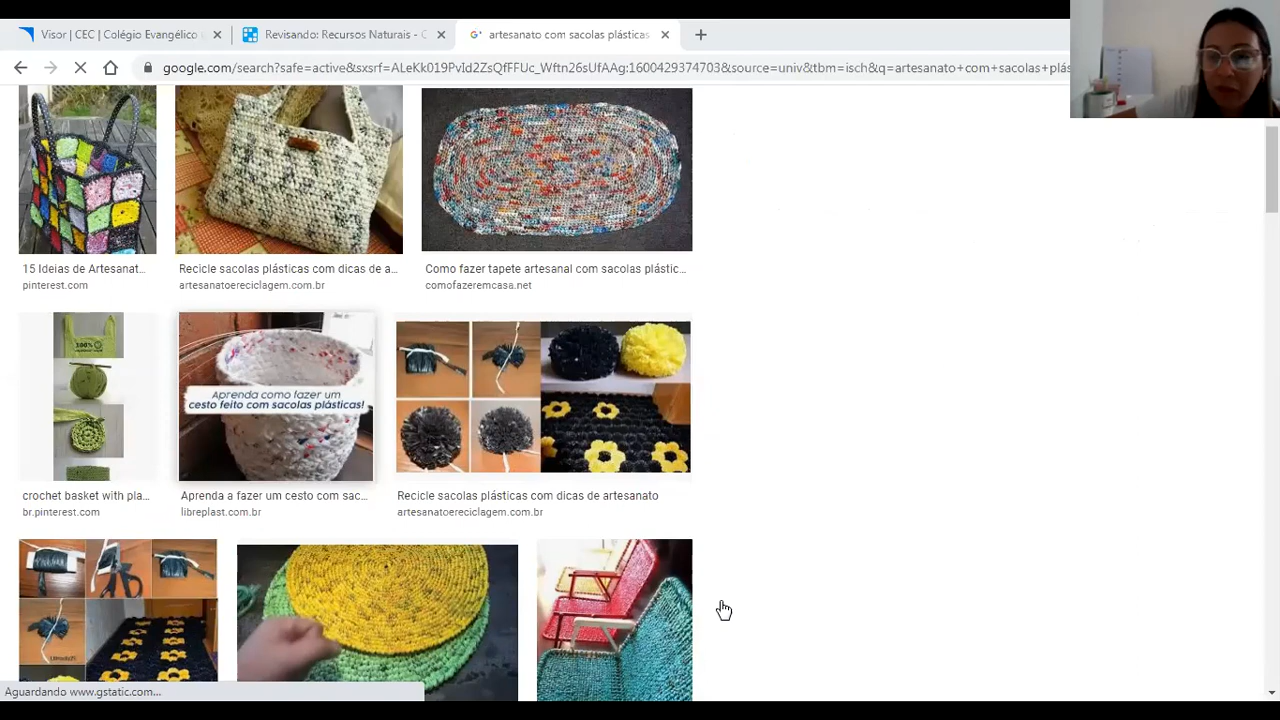 Visor | CEC | Colégio Evangélico
Revisando: Recursos Naturais - C
artesanato com sacolas plásticas
google.com/search?safe=active&sxsrf=ALeKk019PvId2ZsQfFFUc_Wftn26sUfAAg:1600429374703&source=univ&tbm=isch&q=artesanato+com+sacolas+plás
15 Ideias de Artesanat...
pinterest.com
Recicle sacolas plásticas com dicas de a...
artesanatoereciclagem.com.br
Como fazer tapete artesanal com sacolas plástic...
comofazeremcasa.net
100%
Aprenda como fazer um
cesto feito com sacolas plásticas!
crochet basket with pla...
br.pinterest.com
Aprenda a fazer um cesto com sac...
libreplast.com.br
Recicle sacolas plásticas com dicas de artesanato
artesanatoereciclagem.com.br
Aguardando www.gstatic.com...